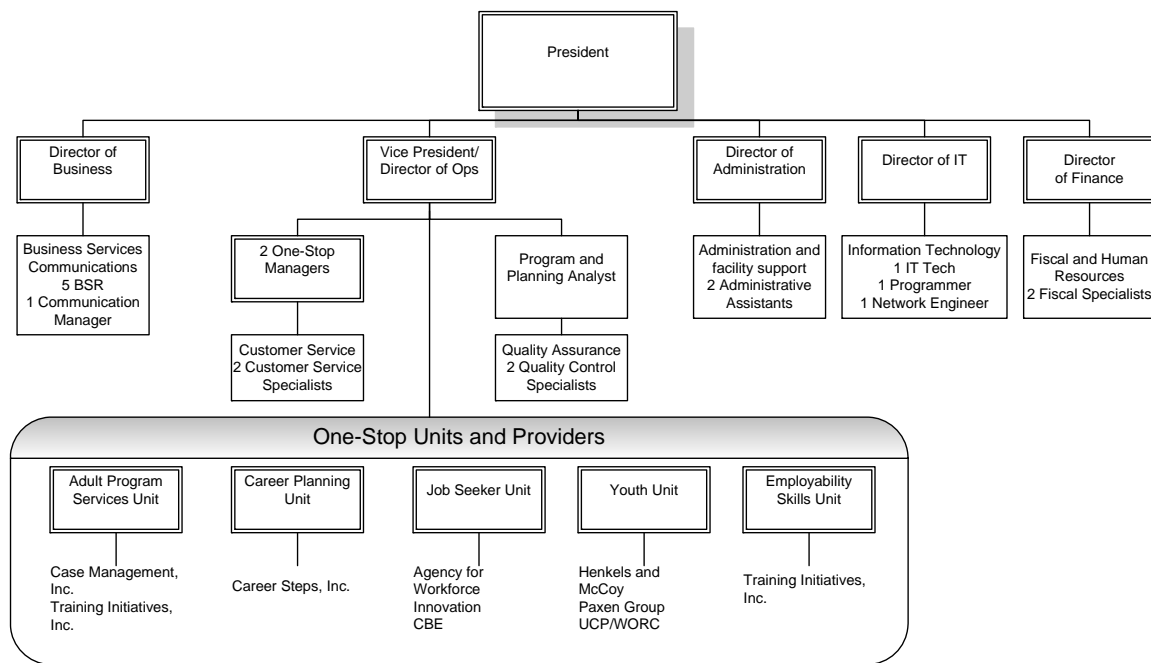 President
Director of
Business
Vice President/
Director of Ops
Director of
Administration
Director of IT
Director
of Finance
Business Services
Communications
5 BSR
1 Communication
Manager
2 One-Stop
Managers
Program and
Planning Analyst
Administration and
facility support
2 Administrative
Assistants
Information Technology
1 IT Tech
1 Programmer
1 Network Engineer
Fiscal and Human
Resources
2 Fiscal Specialists
Customer Service
2 Customer Service
Specialists
Quality Assurance
2 Quality Control
Specialists
One-Stop Units and Providers
Adult Program
Services Unit
Career Planning
Unit
Job Seeker Unit
Youth Unit
Employability
Skills Unit
Case Management,
Inc.
Training Initiatives,
Inc.
Career Steps, Inc.
Agency for
Workforce
Innovation
CBE
Henkels and
McCoy
Paxen Group
UCP/WORC
Training Initiatives,
Inc.